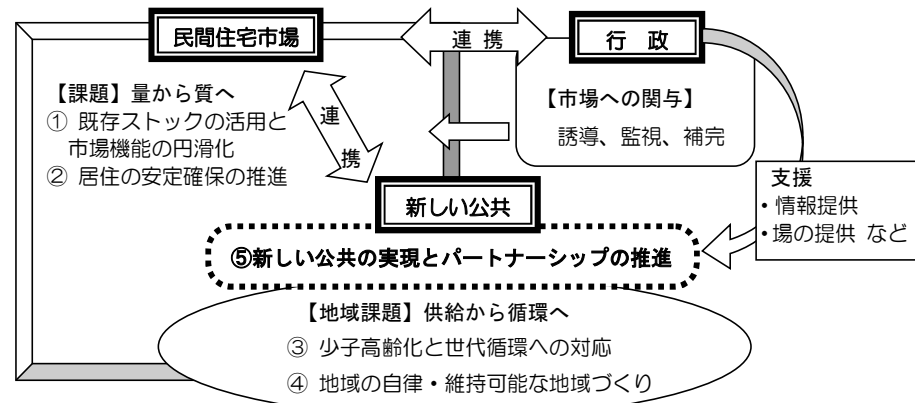 民間住宅市場
連 携
行 政
【課題】量から質へ
① 既存ストックの活用と
市場機能の円滑化
② 居住の安定確保の推進
連
携
【市場への関与】
誘導、監視、補完
新しい公共
支援
・情報提供
・場の提供 など
⑤新しい公共の実現とパートナーシップの推進
【地域課題】供給から循環へ
③ 少子高齢化と世代循環への対応
④ 地域の自律・維持可能な地域づくり